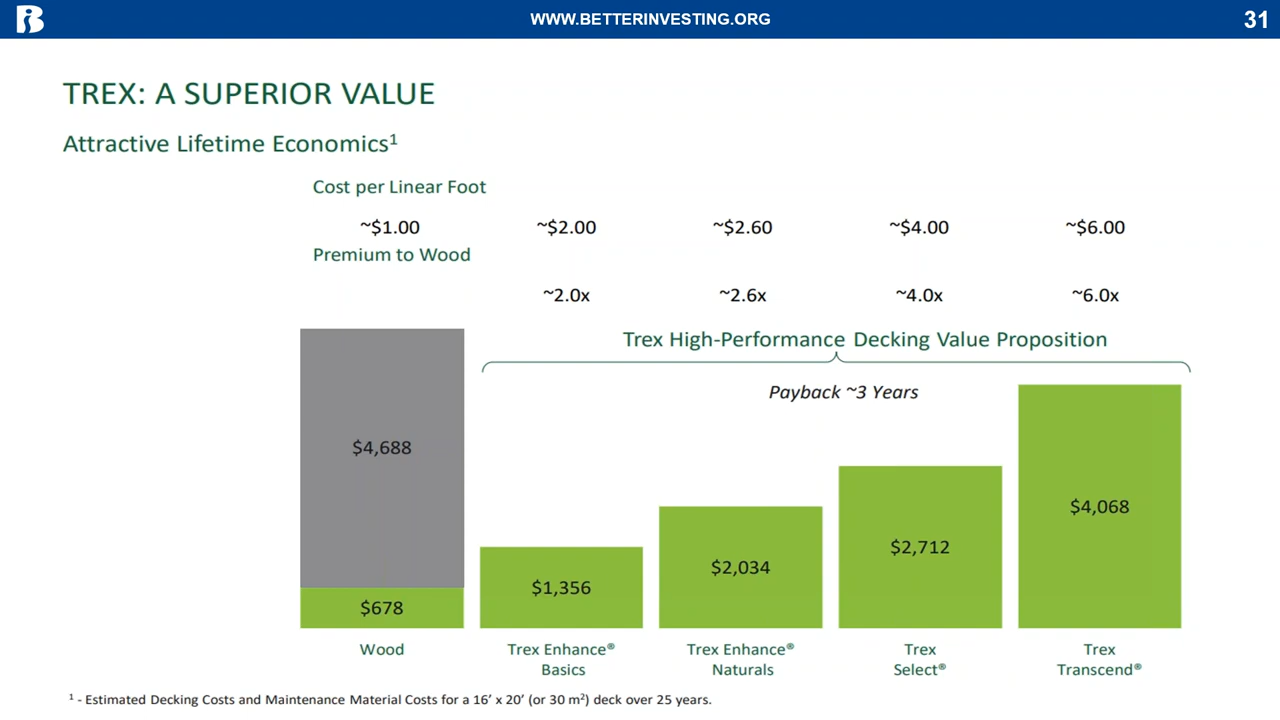 WWW.BETTERINVESTING.ORG
31
TREX: A SUPERIOR VALUE
Attractive Lifetime Economics¹
Cost per Linear Foot
~$1.00 ~$2.00 ~$2.60 ~$4.00 ~$6.00
Premium to Wood
~2.0x ~2.6x ~4.0x ~6.0x
Trex High-Performance Decking Value Proposition
Payback ~3 Years
$4,688
$678
$1,356
$2,034
$2,712
$4,068
Wood
Trex Enhance®
Basics
Trex Enhance®
Naturals
Trex
Select®
Trex
Transcend®
¹ - Estimated Decking Costs and Maintenance Material Costs for a 16’ x 20’ (or 30 m²) deck over 25 years.